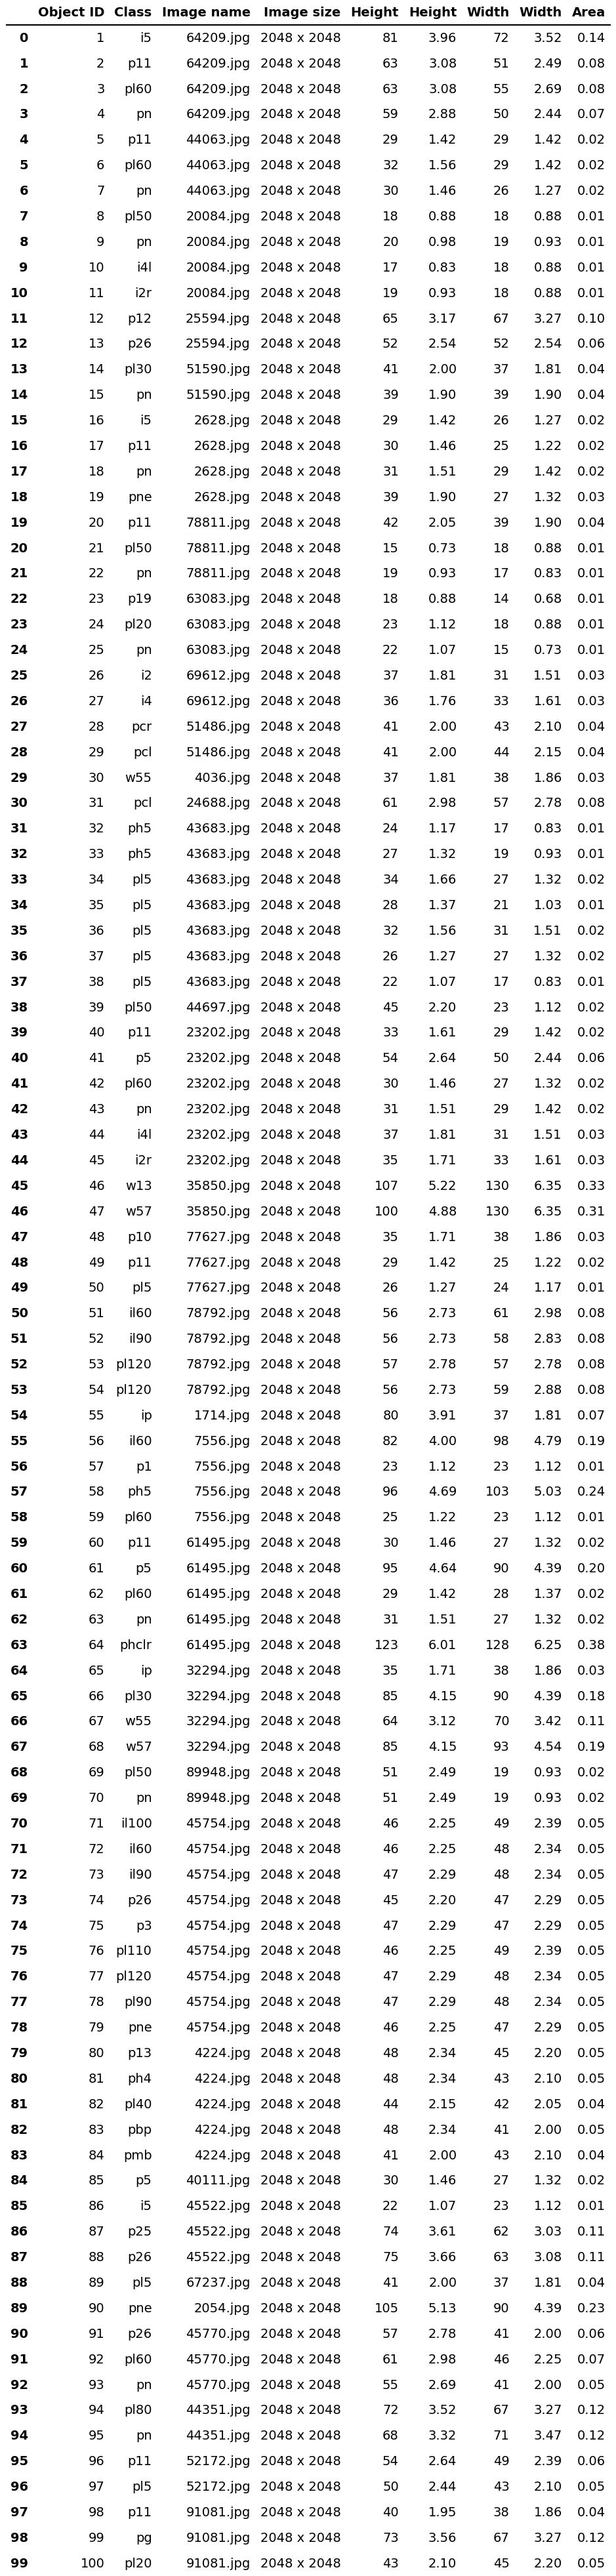 Object ID Class Image name Image size Height Height Width Width Area
0 1 i5 64209.jpg 2048 x 2048 81 3.96 72 3.52 0.14
1 2 p11 64209.jpg 2048 x 2048 63 3.08 51 2.49 0.08
2 3 pl60 64209.jpg 2048 x 2048 63 3.08 55 2.69 0.08
3 4 pn 64209.jpg 2048 x 2048 59 2.88 50 2.44 0.07
4 5 p11 44063.jpg 2048 x 2048 29 1.42 29 1.42 0.02
5 6 pl60 44063.jpg 2048 x 2048 32 1.56 29 1.42 0.02
6 7 pn 44063.jpg 2048 x 2048 30 1.46 26 1.27 0.02
7 8 pl50 20084.jpg 2048 x 2048 18 0.88 18 0.88 0.01
8 9 pn 20084.jpg 2048 x 2048 20 0.98 19 0.93 0.01
9 10 i4l 20084.jpg 2048 x 2048 17 0.83 18 0.88 0.01
10 11 i2r 20084.jpg 2048 x 2048 19 0.93 18 0.88 0.01
11 12 p12 25594.jpg 2048 x 2048 65 3.17 67 3.27 0.10
12 13 p26 25594.jpg 2048 x 2048 52 2.54 52 2.54 0.06
13 14 pl30 51590.jpg 2048 x 2048 41 2.00 37 1.81 0.04
14 15 pn 51590.jpg 2048 x 2048 39 1.90 39 1.90 0.04
15 16 i5 2628.jpg 2048 x 2048 29 1.42 26 1.27 0.02
16 17 p11 2628.jpg 2048 x 2048 30 1.46 25 1.22 0.02
17 18 pn 2628.jpg 2048 x 2048 31 1.51 29 1.42 0.02
18 19 pne 2628.jpg 2048 x 2048 39 1.90 27 1.32 0.03
19 20 p11 78811.jpg 2048 x 2048 42 2.05 39 1.90 0.04
20 21 pl50 78811.jpg 2048 x 2048 15 0.73 18 0.88 0.01
21 22 pn 78811.jpg 2048 x 2048 19 0.93 17 0.83 0.01
22 23 p19 63083.jpg 2048 x 2048 18 0.88 14 0.68 0.01
23 24 pl20 63083.jpg 2048 x 2048 23 1.12 18 0.88 0.01
24 25 pn 63083.jpg 2048 x 2048 22 1.07 15 0.73 0.01
25 26 i2 69612.jpg 2048 x 2048 37 1.81 31 1.51 0.03
26 27 i4 69612.jpg 2048 x 2048 36 1.76 33 1.61 0.03
27 28 pcr 51486.jpg 2048 x 2048 41 2.00 43 2.10 0.04
28 29 pcl 51486.jpg 2048 x 2048 41 2.00 44 2.15 0.04
29 30 w55 4036.jpg 2048 x 2048 37 1.81 38 1.86 0.03
30 31 pcl 24688.jpg 2048 x 2048 61 2.98 57 2.78 0.08
31 32 ph5 43683.jpg 2048 x 2048 24 1.17 17 0.83 0.01
32 33 ph5 43683.jpg 2048 x 2048 27 1.32 19 0.93 0.01
33 34 pl5 43683.jpg 2048 x 2048 34 1.66 27 1.32 0.02
34 35 pl5 43683.jpg 2048 x 2048 28 1.37 21 1.03 0.01
35 36 pl5 43683.jpg 2048 x 2048 32 1.56 31 1.51 0.02
36 37 pl5 43683.jpg 2048 x 2048 26 1.27 27 1.32 0.02
37 38 pl5 43683.jpg 2048 x 2048 22 1.07 17 0.83 0.01
38 39 pl50 44697.jpg 2048 x 2048 45 2.20 23 1.12 0.02
39 40 p11 23202.jpg 2048 x 2048 33 1.61 29 1.42 0.02
40 41 p5 23202.jpg 2048 x 2048 54 2.64 50 2.44 0.06
41 42 pl60 23202.jpg 2048 x 2048 30 1.46 27 1.32 0.02
42 43 pn 23202.jpg 2048 x 2048 31 1.51 29 1.42 0.02
43 44 i4l 23202.jpg 2048 x 2048 37 1.81 31 1.51 0.03
44 45 i2r 23202.jpg 2048 x 2048 35 1.71 33 1.61 0.03
45 46 w13 35850.jpg 2048 x 2048 107 5.22 130 6.35 0.33
46 47 w57 35850.jpg 2048 x 2048 100 4.88 130 6.35 0.31
47 48 p10 77627.jpg 2048 x 2048 35 1.71 38 1.86 0.03
48 49 p11 77627.jpg 2048 x 2048 29 1.42 25 1.22 0.02
49 50 pl5 77627.jpg 2048 x 2048 26 1.27 24 1.17 0.01
50 51 il60 78792.jpg 2048 x 2048 56 2.73 61 2.98 0.08
51 52 il90 78792.jpg 2048 x 2048 56 2.73 58 2.83 0.08
52 53 pl120 78792.jpg 2048 x 2048 57 2.78 57 2.78 0.08
53 54 pl120 78792.jpg 2048 x 2048 56 2.73 59 2.88 0.08
54 55 ip 1714.jpg 2048 x 2048 80 3.91 37 1.81 0.07
55 56 il60 7556.jpg 2048 x 2048 82 4.00 98 4.79 0.19
56 57 p1 7556.jpg 2048 x 2048 23 1.12 23 1.12 0.01
57 58 ph5 7556.jpg 2048 x 2048 96 4.69 103 5.03 0.24
58 59 pl60 7556.jpg 2048 x 2048 25 1.22 23 1.12 0.01
59 60 p11 61495.jpg 2048 x 2048 30 1.46 27 1.32 0.02
60 61 p5 61495.jpg 2048 x 2048 95 4.64 90 4.39 0.20
61 62 pl60 61495.jpg 2048 x 2048 29 1.42 28 1.37 0.02
62 63 pn 61495.jpg 2048 x 2048 31 1.51 27 1.32 0.02
63 64 phclr 61495.jpg 2048 x 2048 123 6.01 128 6.25 0.38
64 65 ip 32294.jpg 2048 x 2048 35 1.71 38 1.86 0.03
65 66 pl30 32294.jpg 2048 x 2048 85 4.15 90 4.39 0.18
66 67 w55 32294.jpg 2048 x 2048 64 3.12 70 3.42 0.11
67 68 w57 32294.jpg 2048 x 2048 85 4.15 93 4.54 0.19
68 69 pl50 89948.jpg 2048 x 2048 51 2.49 19 0.93 0.02
69 70 pn 89948.jpg 2048 x 2048 51 2.49 19 0.93 0.02
70 71 il100 45754.jpg 2048 x 2048 46 2.25 49 2.39 0.05
71 72 il60 45754.jpg 2048 x 2048 46 2.25 48 2.34 0.05
72 73 il90 45754.jpg 2048 x 2048 47 2.29 48 2.34 0.05
73 74 p26 45754.jpg 2048 x 2048 45 2.20 47 2.29 0.05
74 75 p3 45754.jpg 2048 x 2048 47 2.29 47 2.29 0.05
75 76 pl110 45754.jpg 2048 x 2048 46 2.25 49 2.39 0.05
76 77 pl120 45754.jpg 2048 x 2048 47 2.29 48 2.34 0.05
77 78 pl90 45754.jpg 2048 x 2048 47 2.29 48 2.34 0.05
78 79 pne 45754.jpg 2048 x 2048 46 2.25 47 2.29 0.05
79 80 p13 4224.jpg 2048 x 2048 48 2.34 45 2.20 0.05
80 81 ph4 4224.jpg 2048 x 2048 48 2.34 43 2.10 0.05
81 82 pl40 4224.jpg 2048 x 2048 44 2.15 42 2.05 0.04
82 83 pbp 4224.jpg 2048 x 2048 48 2.34 41 2.00 0.05
83 84 pmb 4224.jpg 2048 x 2048 41 2.00 43 2.10 0.04
84 85 p5 40111.jpg 2048 x 2048 30 1.46 27 1.32 0.02
85 86 i5 45522.jpg 2048 x 2048 22 1.07 23 1.12 0.01
86 87 p25 45522.jpg 2048 x 2048 74 3.61 62 3.03 0.11
87 88 p26 45522.jpg 2048 x 2048 75 3.66 63 3.08 0.11
88 89 pl5 67237.jpg 2048 x 2048 41 2.00 37 1.81 0.04
89 90 pne 2054.jpg 2048 x 2048 105 5.13 90 4.39 0.23
90 91 p26 45770.jpg 2048 x 2048 57 2.78 41 2.00 0.06
91 92 pl60 45770.jpg 2048 x 2048 61 2.98 46 2.25 0.07
92 93 pn 45770.jpg 2048 x 2048 55 2.69 41 2.00 0.05
93 94 pl80 44351.jpg 2048 x 2048 72 3.52 67 3.27 0.12
94 95 pn 44351.jpg 2048 x 2048 68 3.32 71 3.47 0.12
95 96 p11 52172.jpg 2048 x 2048 54 2.64 49 2.39 0.06
96 97 pl5 52172.jpg 2048 x 2048 50 2.44 43 2.10 0.05
97 98 p11 91081.jpg 2048 x 2048 40 1.95 38 1.86 0.04
98 99 pg 91081.jpg 2048 x 2048 73 3.56 67 3.27 0.12
99 100 pl20 91081.jpg 2048 x 2048 43 2.10 45 2.20 0.05